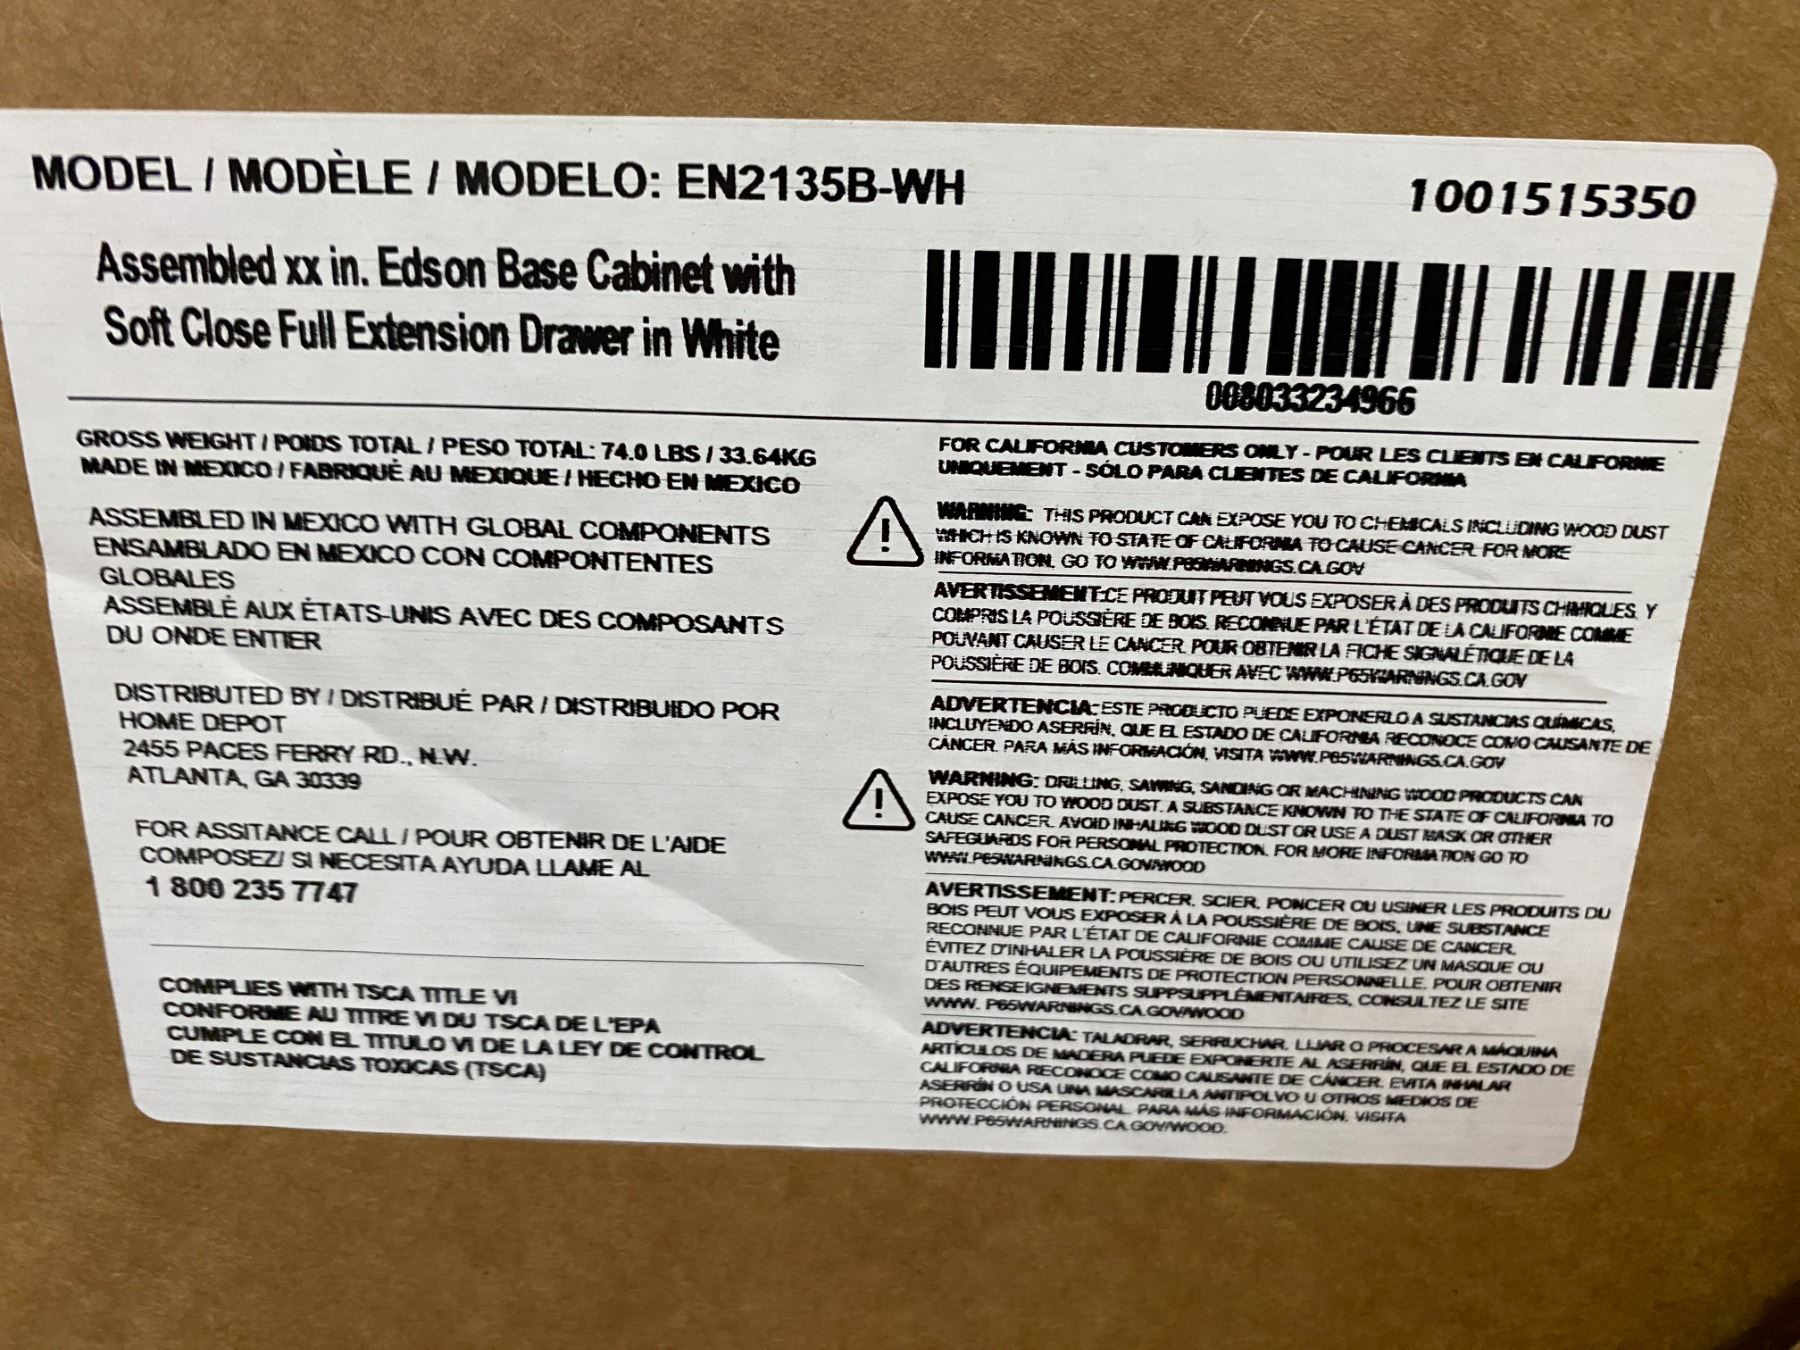 MODEL / MODÈLE / MODELO: EN2135B-WH
1001515350
Assembled xx in. Edson Base Cabinet with
Soft Close Full Extension Drawer in White
008033234966
GROSS WEIGHT / POIDS TOTAL / PESO TOTAL: 74.0 LBS / 33.64KG
MADE IN MEXICO / FABRIQUÉ AU MEXIQUE / HECHO EN MEXICO
ASSEMBLED IN MEXICO WITH GLOBAL COMPONENTS
ENSAMBLADO EN MEXICO CON COMPONTENTES
GLOBALES
ASSEMBLÉ AUX ÉTATS-UNIS AVEC DES COMPOSANTS
DU ONDE ENTIER
DISTRIBUTED BY / DISTRIBUÉ PAR / DISTRIBUIDO POR
HOME DEPOT
2455 PACES FERRY RD., N.W.
ATLANTA, GA 30339
FOR ASSITANCE CALL / POUR OBTENIR DE L'AIDE
COMPOSEZ/ SI NECESITA AYUDA LLAME AL
1 800 235 7747
COMPLIES WITH TSCA TITLE VI
CONFORME AU TITRE VI DU TSCA DE L'EPA
CUMPLE CON EL TITULO VI DE LA LEY DE CONTROL
DE SUSTANCIAS TOXICAS (TSCA)
FOR CALIFORNIA CUSTOMERS ONLY - POUR LES CLIENTS EN CALIFORNIE
UNIQUEMENT - SÓLO PARA CLIENTES DE CALIFORNIA
WARNING: THIS PRODUCT CAN EXPOSE YOU TO CHEMICALS INCLUDING WOOD DUST
WHICH IS KNOWN TO STATE OF CALIFORNIA TO CAUSE CANCER. FOR MORE
INFORMATION, GO TO WWW.P65WARNINGS.CA.GOV
AVERTISSEMENT:CE PRODUIT PEUT VOUS EXPOSER À DES PRODUITS CHIMIQUES, Y
COMPRIS LA POUSSIÈRE DE BOIS. RECONNUE PAR L'ÉTAT DE LA CALIFORNIE COMME
POUVANT CAUSER LE CANCER. POUR OBTENIR LA FICHE SIGNALÉTIQUE DE LA
POUSSIÈRE DE BOIS. COMMUNIQUER AVEC WWW.P65WARNINGS.CA.GOV
ADVERTENCIA:ESTE PRODUCTO PUEDE EXPONERLO A SUSTANCIAS QUÍMICAS,
INCLUYENDO ASERRÍN, QUE EL ESTADO DE CALIFORNIA RECONOCE COMO CAUSANTE DE
CÁNCER. PARA MÁS INFORMACIÓN, VISITA WWW.P65WARNINGS.CA.GOV
WARNING: DRILLING, SAWING, SANDING OR MACHINING WOOD PRODUCTS CAN
EXPOSE YOU TO WOOD DUST. A SUBSTANCE KNOWN TO THE STATE OF CALIFORNIA TO
CAUSE CANCER. AVOID INHALING WOOD DUST OR USE A DUST MASK OR OTHER
SAFEGUARDS FOR PERSONAL PROTECTION. FOR MORE INFORMATION GO TO
WWW.P65WARNINGS.CA.GOV/WOOD
AVERTISSEMENT: PERCER, SCIER, PONCER OU USINER LES PRODUITS DU
BOIS PEUT VOUS EXPOSER À LA POUSSIÈRE DE BOIS, UNE SUBSTANCE
RECONNUE PAR L'ÉTAT DE CALIFORNIE COMME CAUSE DE CANCER.
ÉVITEZ D'INHALER LA POUSSIÈRE DE BOIS OU UTILISEZ UN MASQUE OU
D'AUTRES ÉQUIPEMENTS DE PROTECTION PERSONNELLE. POUR OBTENIR
DES RENSEIGNEMENTS SUPPSUPPLÉMENTAIRES, CONSULTEZ LE SITE
WWW. P65WARNINGS.CA.GOV/WOOD
ADVERTENCIA: TALADRAR, SERRUCHAR, LIJAR O PROCESAR A MÁQUINA
ARTÍCULOS DE MADERA PUEDE EXPONERTE AL ASERRÍN, QUE EL ESTADO DE
CALIFORNIA RECONOCE COMO CAUSANTE DE CÁNCER. EVITA INHALAR
ASERRÍN O USA UNA MASCARILLA ANTIPOLVO U OTROS MEDIOS DE
PROTECCIÓN PERSONAL. PARA MÁS INFORMACIÓN, VISITA
WWW.P65WARNINGS.CA.GOV/WOOD.